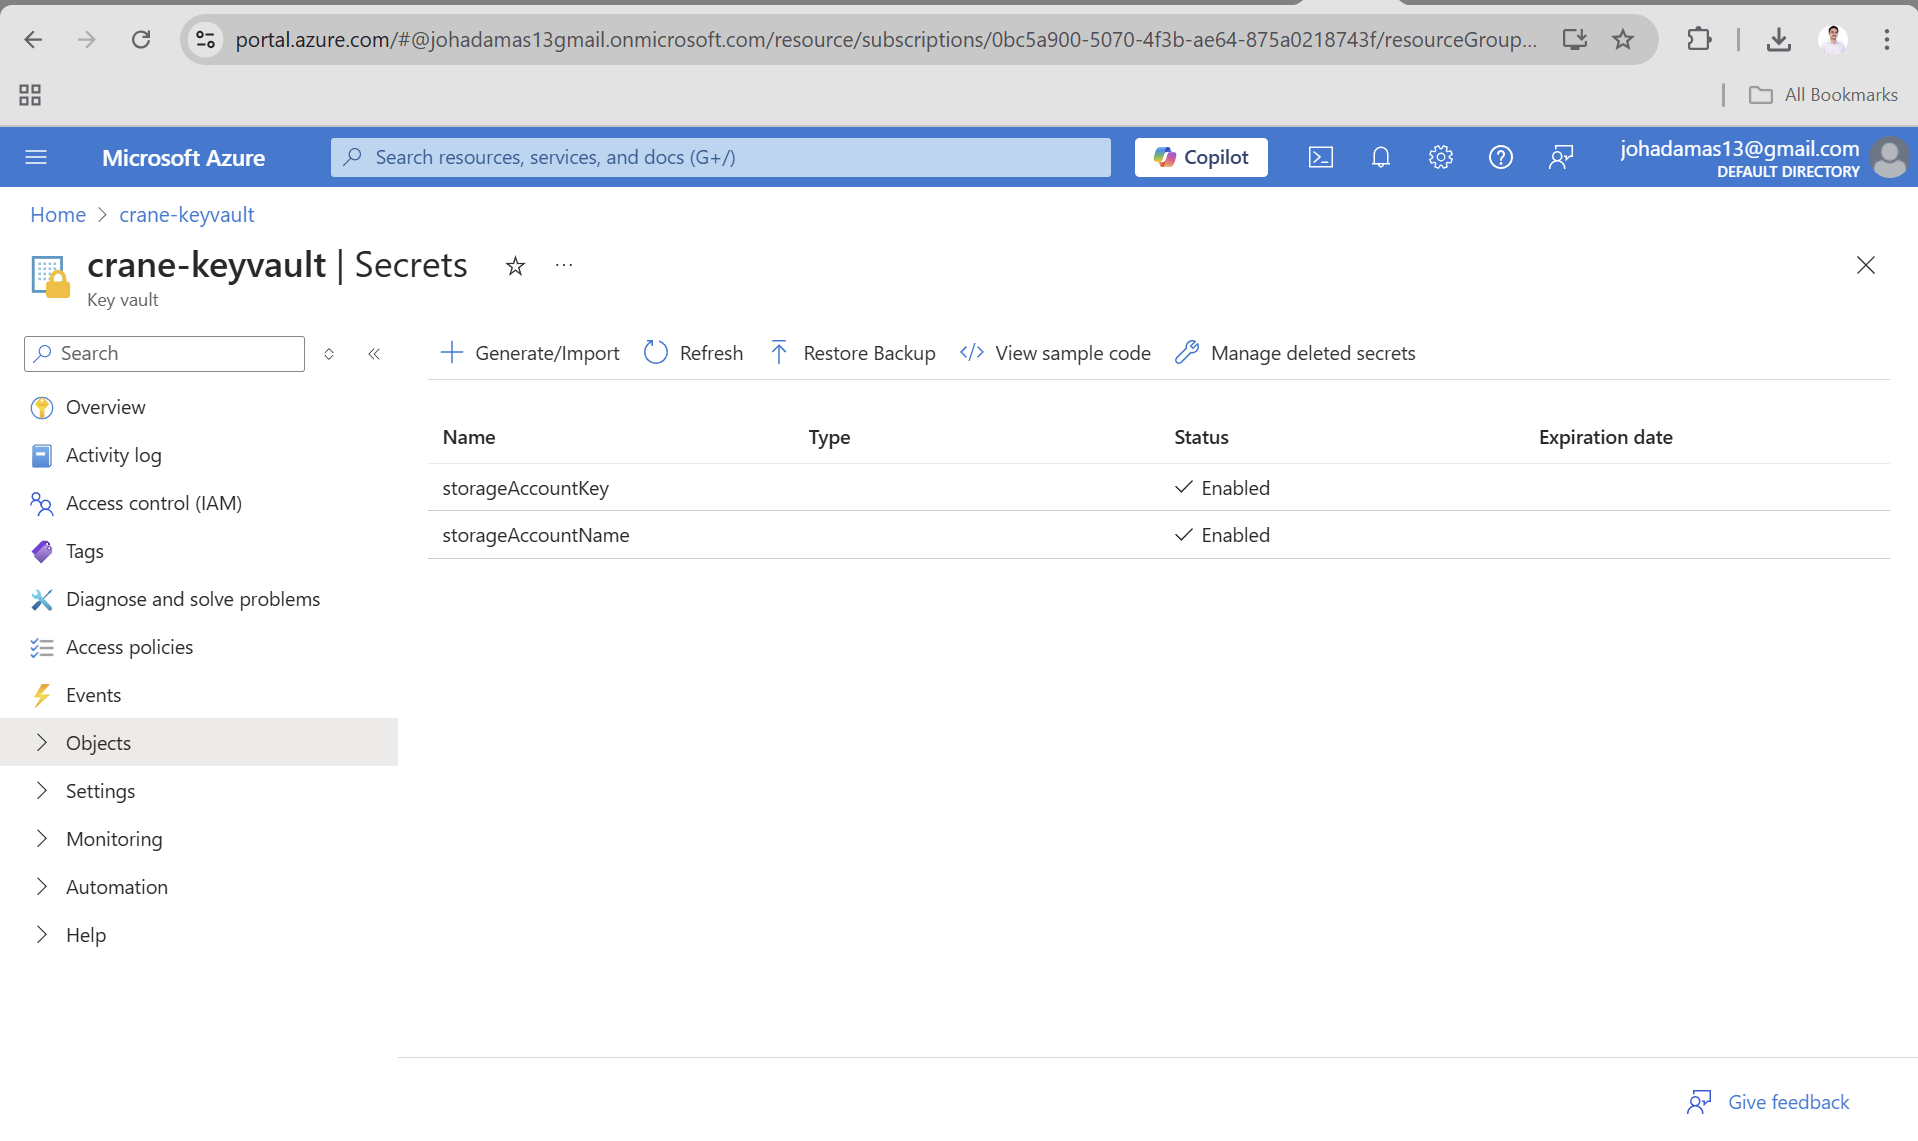 portal.azure.com/#@johadamas13gmail.onmicrosoft.com/resource/subscriptions/0bc5a900-5070-4f3b-ae64-875a0218743f/resourceGroup...
All Bookmarks
Microsoft Azure
Search resources, services, and docs (G+/)
Copilot
johadamas13@gmail.com
DEFAULT DIRECTORY
Home > crane-keyvault
crane-keyvault | Secrets
Key vault
Search
Generate/Import
Refresh
Restore Backup
View sample code
Manage deleted secrets
Overview
Activity log
Access control (IAM)
Tags
Diagnose and solve problems
Access policies
Events
Objects
Settings
Monitoring
Automation
Help
Name Type Status Expiration date
storageAccountKey Enabled
storageAccountName Enabled
Give feedback